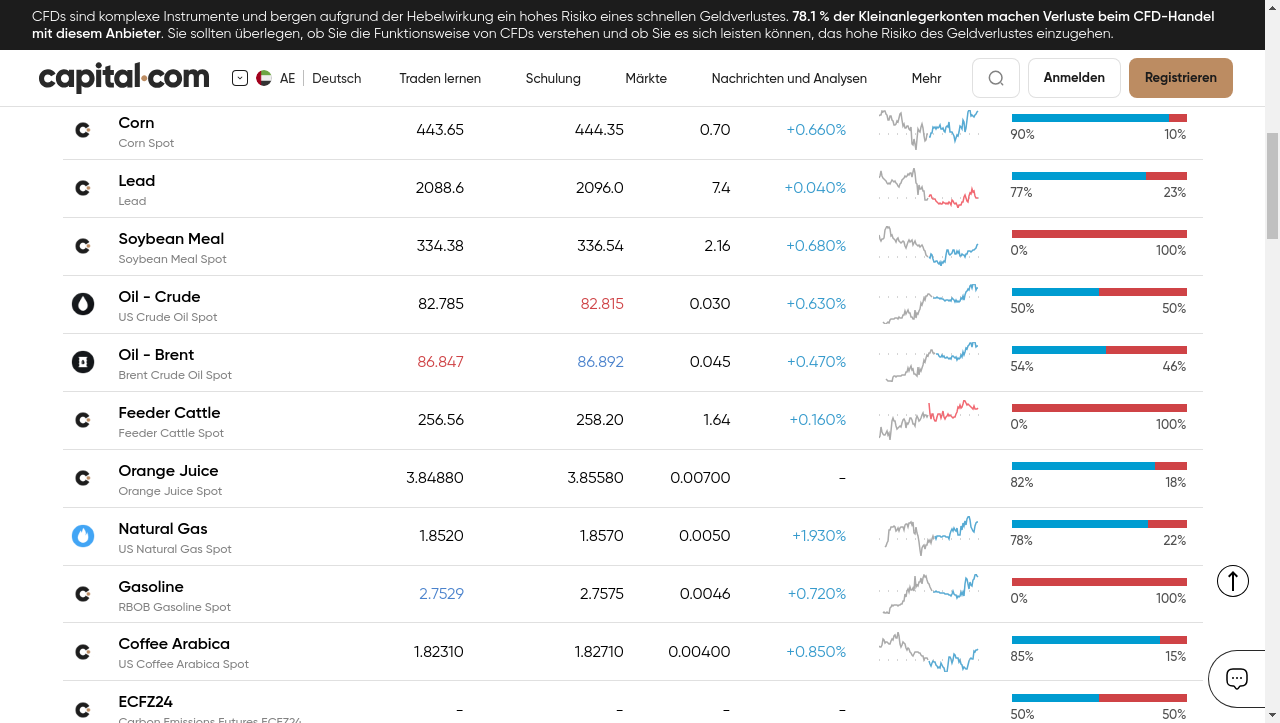 CFDs sind komplexe Instrumente und bergen aufgrund der Hebelwirkung ein hohes Risiko eines schnellen Geldverlustes. 78.1 % der Kleinanlegerkonten machen Verluste beim CFD-Handel
mit diesem Anbieter. Sie sollten überlegen, ob Sie die Funktionsweise von CFDs verstehen und ob Sie es sich leisten können, das hohe Risiko des Geldverlustes einzugehen.
capital.com AE Deutsch Traden lernen Schulung Märkte Nachrichten und Analysen Mehr Anmelden Registrieren
Corn 443.65 444.35 0.70 +0.660%
Corn Spot 90% 10%
Lead 2088.6 2096.0 7.4 +0.040%
Lead 77% 23%
Soybean Meal 334.38 336.54 2.16 +0.680%
Soybean Meal Spot 0% 100%
Oil - Crude 82.785 82.815 0.030 +0.630%
US Crude Oil Spot 50% 50%
Oil - Brent 86.847 86.892 0.045 +0.470%
Brent Crude Oil Spot 54% 46%
Feeder Cattle 256.56 258.20 1.64 +0.160%
Feeder Cattle Spot 0% 100%
Orange Juice 3.84880 3.85580 0.00700 -
Orange Juice Spot 82% 18%
Natural Gas 1.8520 1.8570 0.0050 +1.930%
US Natural Gas Spot 78% 22%
Gasoline 2.7529 2.7575 0.0046 +0.720%
RBOB Gasoline Spot 0% 100%
Coffee Arabica 1.82310 1.82710 0.00400 +0.850%
US Coffee Arabica Spot 85% 15%
ECFZ24 - - - -
Carbon Emissions Futures ECFZ24 50% 50%